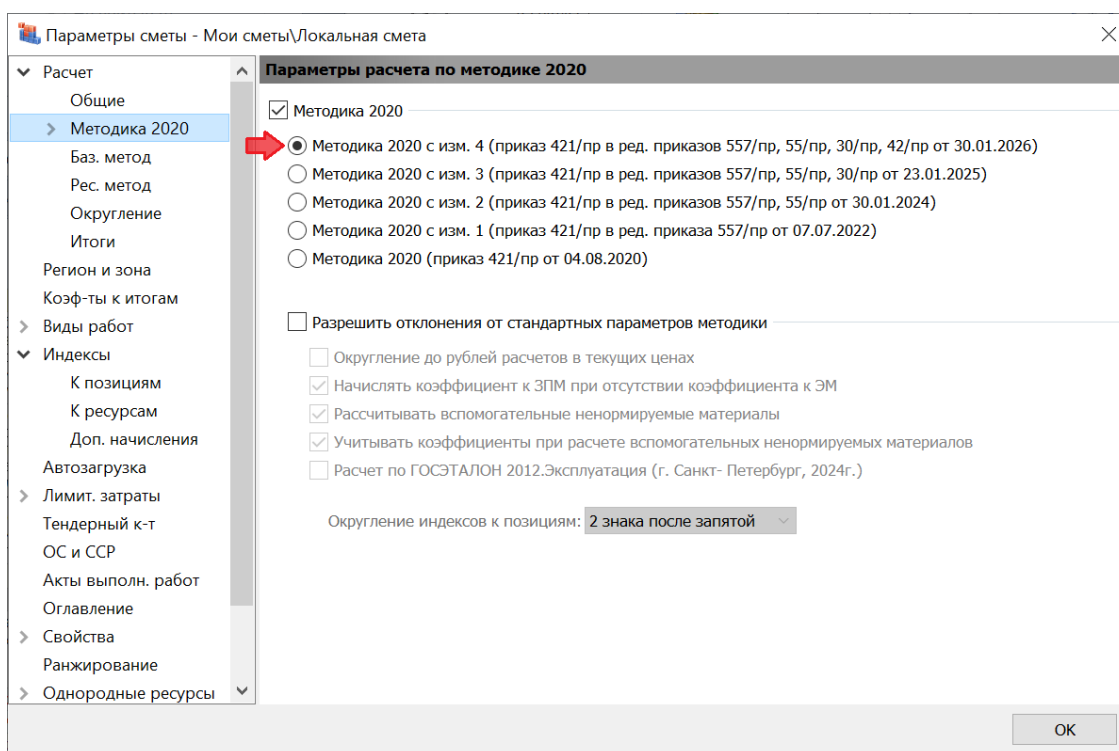 Параметры сметы - Мои сметы\Локальная смета
Расчет
Общие
Методика 2020
Баз. метод
Рес. метод
Округление
Итоги
Регион и зона
Коэф-ты к итогам
Виды работ
Индексы
К позициям
К ресурсам
Доп. начисления
Автозагрузка
Лимит. затраты
Тендерный к-т
ОС и ССР
Акты выполн. работ
Оглавление
Свойства
Ранжирование
Однородные ресурсы
Параметры расчета по методике 2020
Методика 2020
Методика 2020 с изм. 4 (приказ 421/пр в ред. приказов 557/пр, 55/пр, 30/пр, 42/пр от 30.01.2026)
Методика 2020 с изм. 3 (приказ 421/пр в ред. приказов 557/пр, 55/пр, 30/пр от 23.01.2025)
Методика 2020 с изм. 2 (приказ 421/пр в ред. приказов 557/пр, 55/пр от 30.01.2024)
Методика 2020 с изм. 1 (приказ 421/пр в ред. приказа 557/пр от 07.07.2022)
Методика 2020 (приказ 421/пр от 04.08.2020)
Разрешить отклонения от стандартных параметров методики
Округление до рублей расчетов в текущих ценах
Начислять коэффициент к ЗПМ при отсутствии коэффициента к ЭМ
Рассчитывать вспомогательные ненормируемые материалы
Учитывать коэффициенты при расчете вспомогательных ненормируемых материалов
Расчет по ГОСЭТАЛОН 2012.Эксплуатация (г. Санкт- Петербург, 2024г.)
Округление индексов к позициям: 2 знака после запятой
ОК